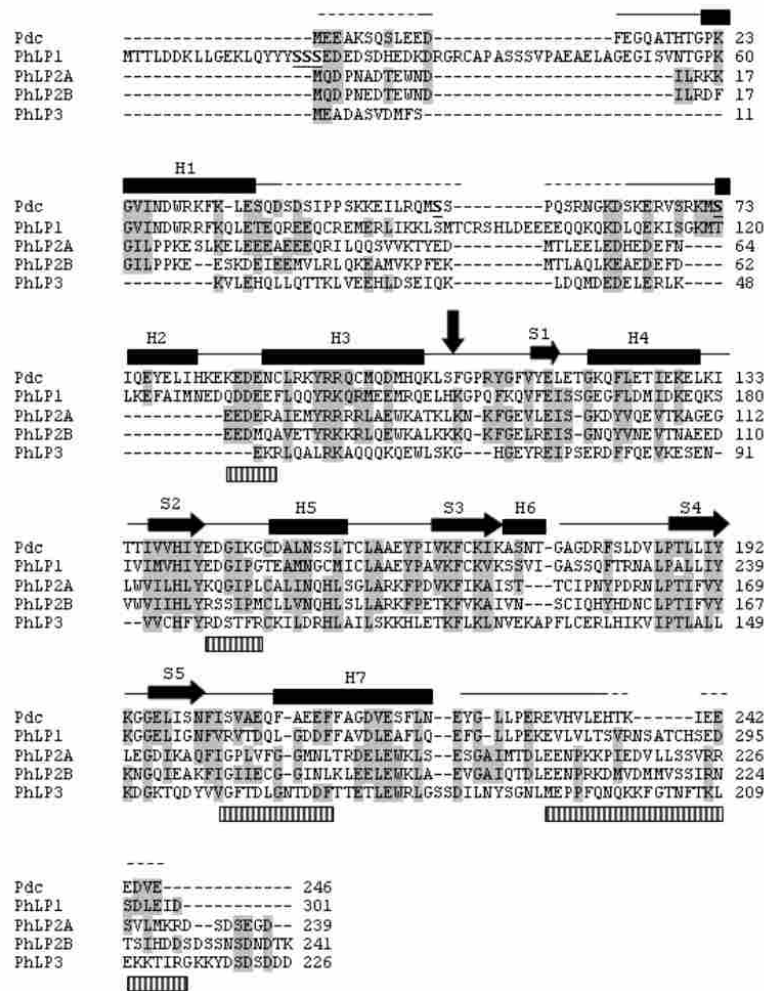 Pdc -------------------MEEAKSQSLEED------------------FEGQATHTGPK 23
PhLP1 MTTLDDKLLGEKLQYYYSSSEDEDSDHEDKDRGRCAPASSSVPAEAELAGEGISVNTGPK 60
PhLP2A -------------------MQDPNADTEWND------------------------ILRKK 17
PhLP2B -------------------MQDPNEDTEWND------------------------ILRDF 17
PhLP3 -------------------MEADASVDMFS------------------------------ 11
H1
Pdc GVINDWRKFK-LESQDSDSIPPSKKEILRQMSS---------PQSRNGKDSKERVSRKMS 73
PhLP1 GVINDWRRFKQLETEQREEQCREMERLIKKLSMTCRSHLDEEEEQQKQKDLQEKISGKMT 120
PhLP2A GILPPKESLKELEEEAEEEQRILQQSVVKTYED---------MTLEELEDHEDEFN---- 64
PhLP2B GILPPKE--ESKDEIEEMVLRLQKEAMVKPFEK---------MTLAQLKEAEDEFD---- 62
PhLP3 ---------KVLEHQLLQTTKLVEEHLDSEIQK----------LDQMDEDELERLK---- 48
H2 H3 S1 H4
Pdc IQEYELIHKEKEDENCLRKYRRQCMQDMHQKLSFGPRYGFVYELETGKQFLETIEKELKI 133
PhLP1 LKEFAIMNEDQDDEEFLQQYRKQRMEEMRQELHKGPQFKQVFEISSGEGFLDMIDKEQKS 180
PhLP2A ----------EEDERAIEMYRRRRLAEWKATKLKN-KFGEVLEIS-GKDYVQEVTKAGEG 112
PhLP2B ----------EEDMQAVETYRKKRLQEWKALKKKQ-KFGELREIS-GNQYVNEVTNAEED 110
PhLP3 -------------EKRLQALRKAQQQKQEWLSKG---HGEYREIPSERDFFQEVKESEN- 91
S2 H5 S3 H6 S4
Pdc TTIVVHIYEDGIKGCDALNSSLTCLAAEYPIVKFCKIKASNT-GAGDRFSLDVLPTLLIY 192
PhLP1 IVIMVHIYEDGIPGTEAMNGCMICLAAEYPAVKFCKVKSSVI-GASSQFTRNALPALLIY 239
PhLP2A LWVILHLYKQGIPLCALINQHLSGLARKFPDVKFIKAIST---TCIPNYPDRNLPTIFVY 169
PhLP2B VWVIIHLYRSSIPMCLLVNQHLSLLARKFPETKFVKAIVN---SCIQHYHDNCLPTIFVY 167
PhLP3 --VVCHFYRDSTFRCKILDRHLAILSKKHLETKFLKLNVEKAPFLCERLHIKVIPTLALL 149
S5 H7
Pdc KGGELISNFISVAEQF-AEEFFAGDVESFLN--EYG-LLPEREVHVLEHTK------IEE 242
PhLP1 KGGELIGNFVRVTDQL-GDDFFAVDLEAFLQ--EFG-LLPEKEVLVLTSVRNSATCHSED 295
PhLP2A LEGDIKAQFIGPLVFG-GMNLTRDELEWKLS--ESGAIMTDLEENPKKPIEDVLLSSVRR 226
PhLP2B KNGQIEAKFIGIIECG-GINLKLEELEWKLA--EVGAIQTDLEENPRKDMVDMMVSSIRN 224
PhLP3 KDGKTQDYVVGFTDLGNTDDFTTETLEWRLGSSDILNYSGNLMEPPFQNQKKFGTNFTKL 209
Pdc EDVE------------- 246
PhLP1 SDLEID----------- 301
PhLP2A SVLMKRD--SDSEGD-- 239
PhLP2B TSIHDDSDSSNSDNDTK 241
PhLP3 EKKTIRGKKYDSDSDDD 226